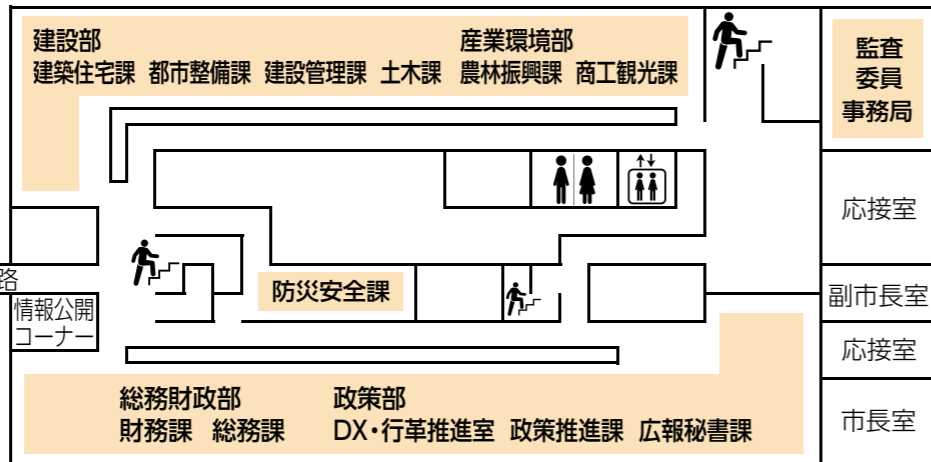 建設部
建築住宅課 都市整備課 建設管理課 土木課
産業環境部
農林振興課 商工観光課
監査
委員
事務局
応接室
路
情報公開
コーナー
防災安全課
副市長室
応接室
市長室
総務財政部
財務課 総務課
政策部
DX・行革推進室 政策推進課 広報秘書課